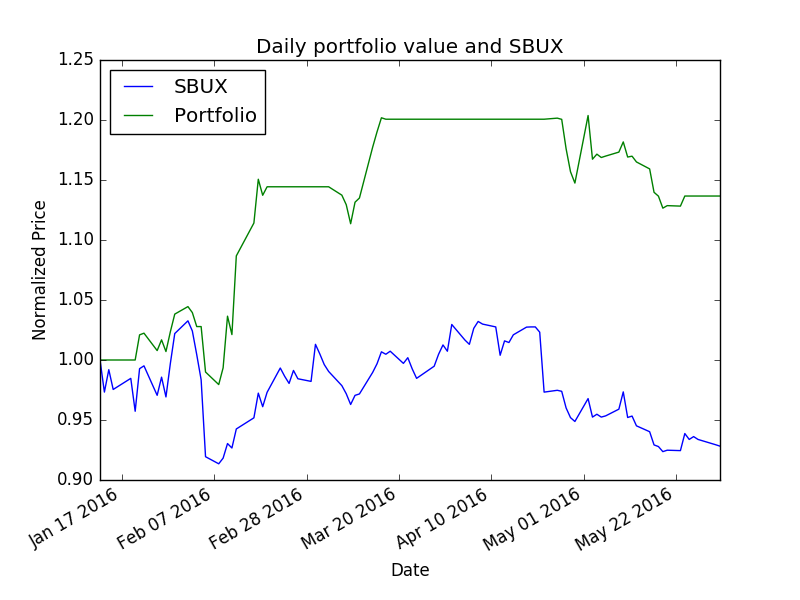 Daily portfolio value and SBUX
1.25
1.20
1.15
1.10
1.05
1.00
0.95
0.90
Normalized Price
SBUX
Portfolio
Jan 17 2016
Feb 07 2016
Feb 28 2016
Mar 20 2016
Apr 10 2016
May 01 2016
May 22 2016
Date